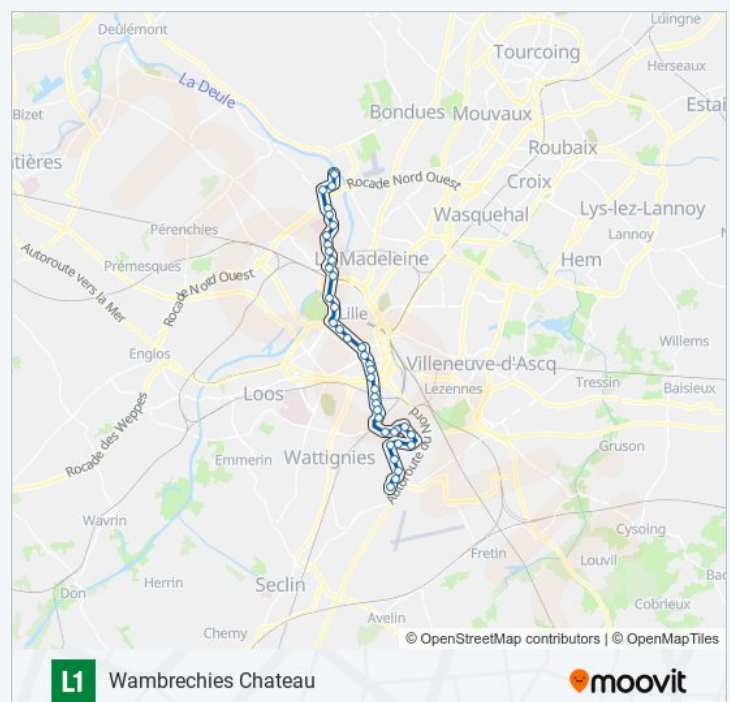 Deûlémont
Luingne
Tourcoing
La Deule
Herseaux
Bondues Mouvaux
Estai
Bizet
Roubaix
ntières
Rocade Nord Ouest
Croix
Wasquehal
Lys-lez-Lannoy
Pérenchies
Lannoy
Autoroute vers la Mer
Prémesques
Rocade Nord Ouest
Madeleine
Hem
Lille
Willems
Englos
Villeneuve-d'Ascq
Tressin
Baisieux
Loos
Lezennes
Rocade des Weppes
Autoroute du Nord
Gruson
Emmerin
Wattignies
Wavrin
Cysoing
Fretin
Louvil
Bac
Don
Herrin
Seclin
Cobrieux
Avelin
Chemy
© OpenStreetMap contributors | © OpenMapTiles
L1 Wambrechies Chateau
moovit